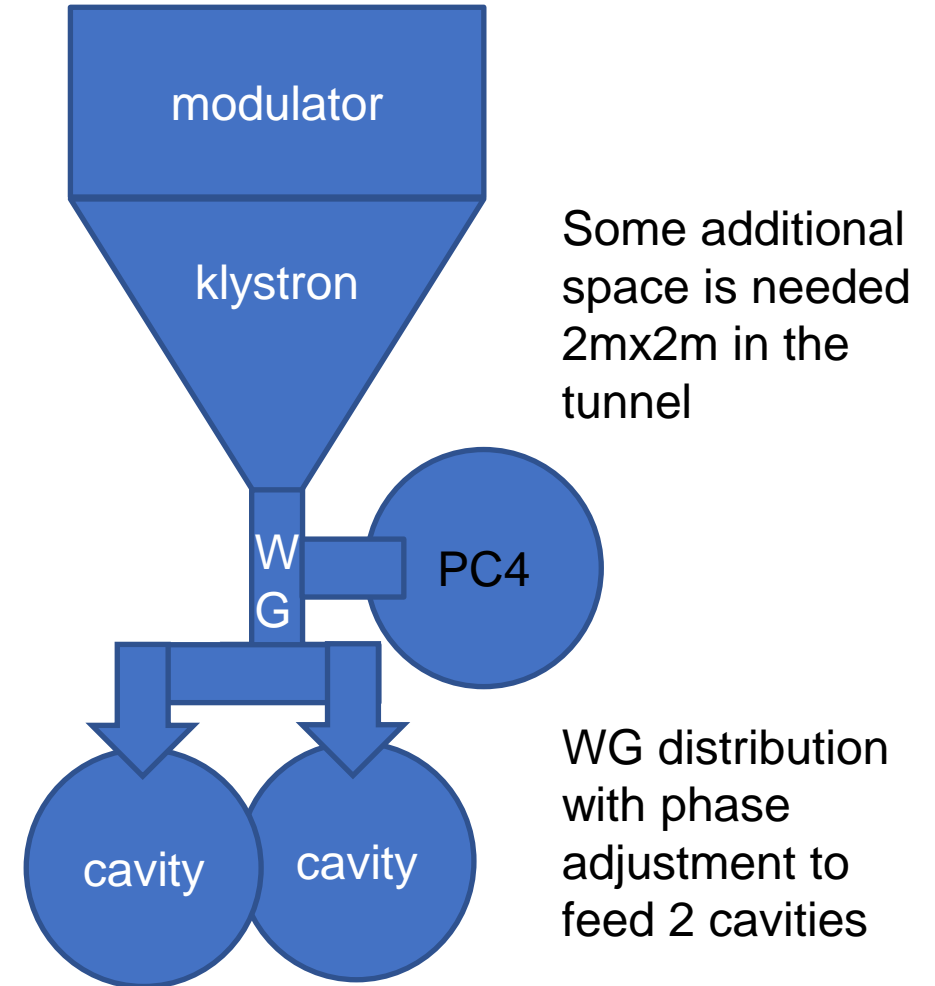 modulator
klystron
Some additional
space is needed
2mx2m in the
tunnel
W
G
PC4
WG distribution
with phase
adjustment to
feed 2 cavities
cavity
cavity